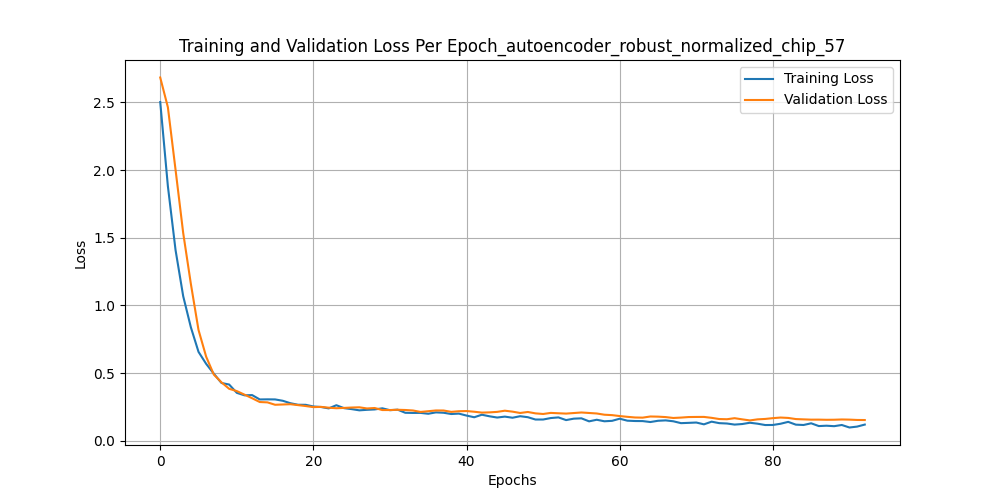 Training and Validation Loss Per Epoch_autoencoder_robust_normalized_chip_57
Training Loss
Validation Loss
2.5
2.0
1.5
1.0
0.5
0.0
Loss
0 20 40 60 80
Epochs